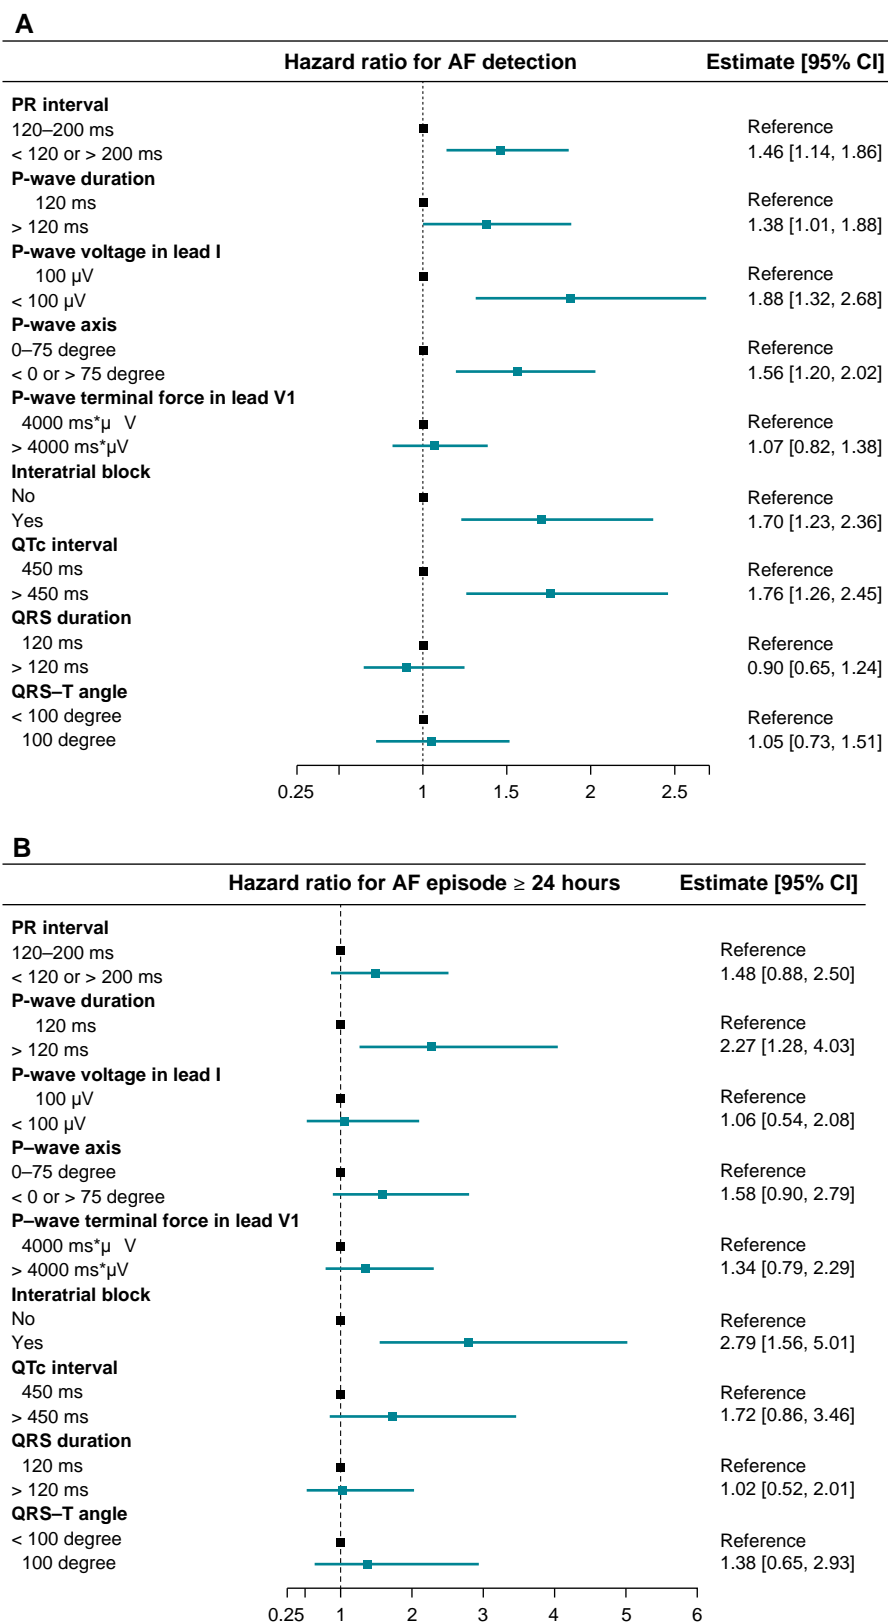 A
Hazard ratio for AF detection Estimate [95% CI]
PR interval
120–200 ms Reference
< 120 or > 200 ms 1.46 [1.14, 1.86]
P-wave duration
120 ms Reference
> 120 ms 1.38 [1.01, 1.88]
P-wave voltage in lead I
100 µV Reference
< 100 µV 1.88 [1.32, 2.68]
P-wave axis
0–75 degree Reference
< 0 or > 75 degree 1.56 [1.20, 2.02]
P-wave terminal force in lead V1
4000 ms*µ V Reference
> 4000 ms*µV 1.07 [0.82, 1.38]
Interatrial block
No Reference
Yes 1.70 [1.23, 2.36]
QTc interval
450 ms Reference
> 450 ms 1.76 [1.26, 2.45]
QRS duration
120 ms Reference
> 120 ms 0.90 [0.65, 1.24]
QRS–T angle
< 100 degree Reference
100 degree 1.05 [0.73, 1.51]
0.25 1 1.5 2 2.5
B
Hazard ratio for AF episode ≥ 24 hours Estimate [95% CI]
PR interval
120–200 ms Reference
< 120 or > 200 ms 1.48 [0.88, 2.50]
P-wave duration
120 ms Reference
> 120 ms 2.27 [1.28, 4.03]
P-wave voltage in lead I
100 µV Reference
< 100 µV 1.06 [0.54, 2.08]
P–wave axis
0–75 degree Reference
< 0 or > 75 degree 1.58 [0.90, 2.79]
P–wave terminal force in lead V1
4000 ms*µ V Reference
> 4000 ms*µV 1.34 [0.79, 2.29]
Interatrial block
No Reference
Yes 2.79 [1.56, 5.01]
QTc interval
450 ms Reference
> 450 ms 1.72 [0.86, 3.46]
QRS duration
120 ms Reference
> 120 ms 1.02 [0.52, 2.01]
QRS–T angle
< 100 degree Reference
100 degree 1.38 [0.65, 2.93]
0.25 1 2 3 4 5 6